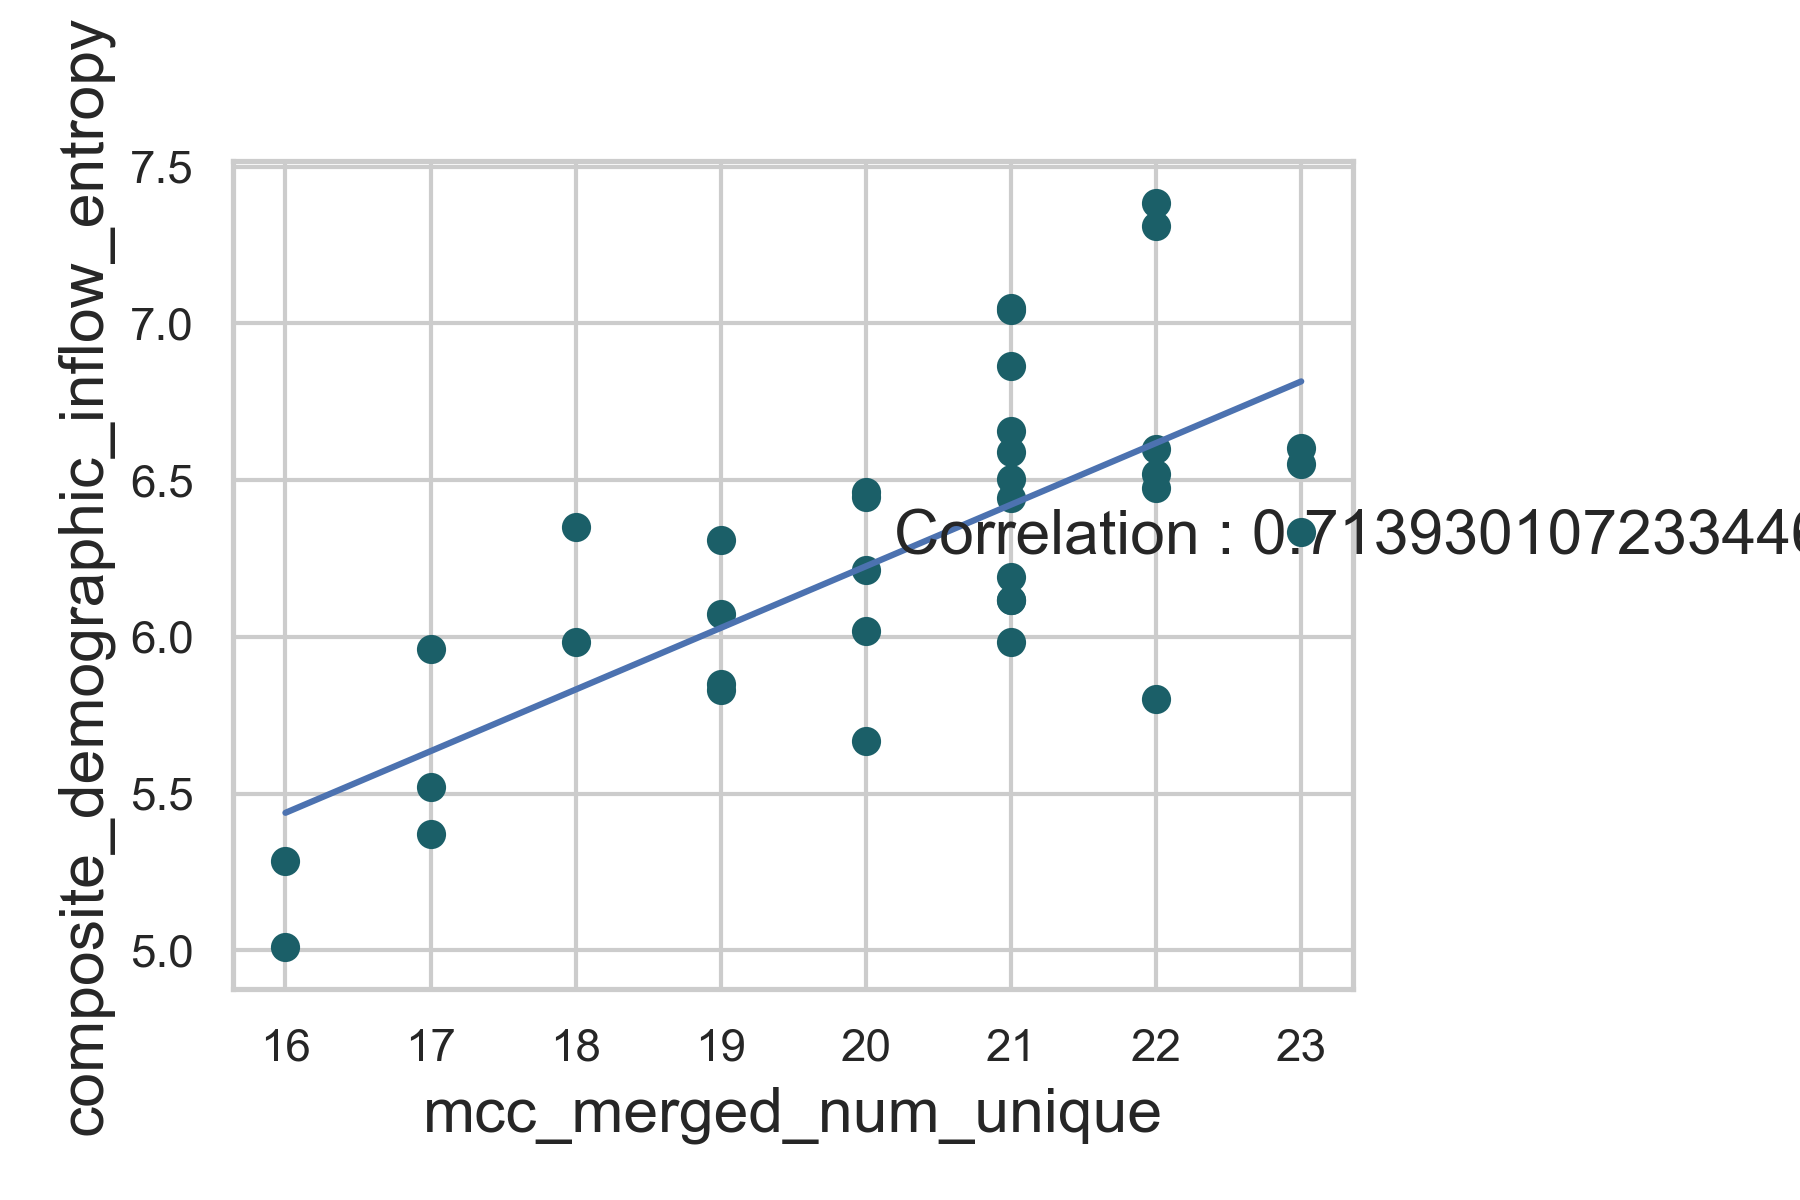 composite_demographic_inflow_entropy
7.5
7.0
6.5
6.0
5.5
5.0
Correlation : 0.713930107233446
16 17 18 19 20 21 22 23
mcc_merged_num_unique